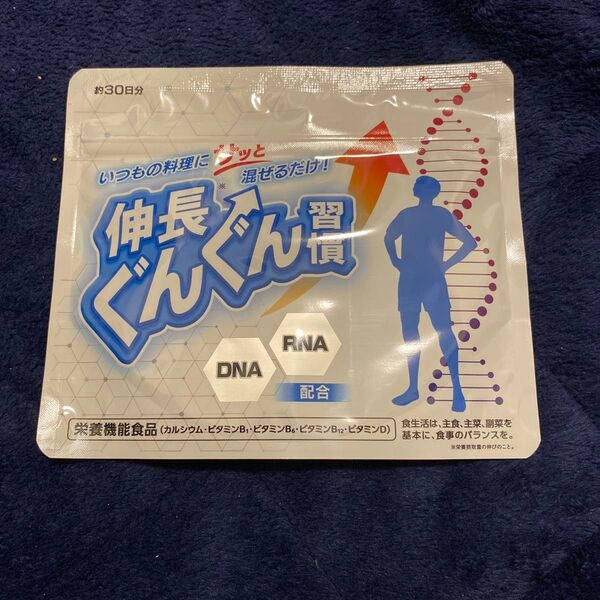 約30日分
いつもの料理に サッと 混ぜるだけ!
伸長※
ぐんぐん習慣
DNA
RNA
配合
栄養機能食品(カルシウム・ビタミンB1・ビタミンB6・ビタミンB12・ビタミンD)
食生活は、主食、主菜、副菜を
基本に、食事のバランスを。
※栄養摂取量の伸びのこと。